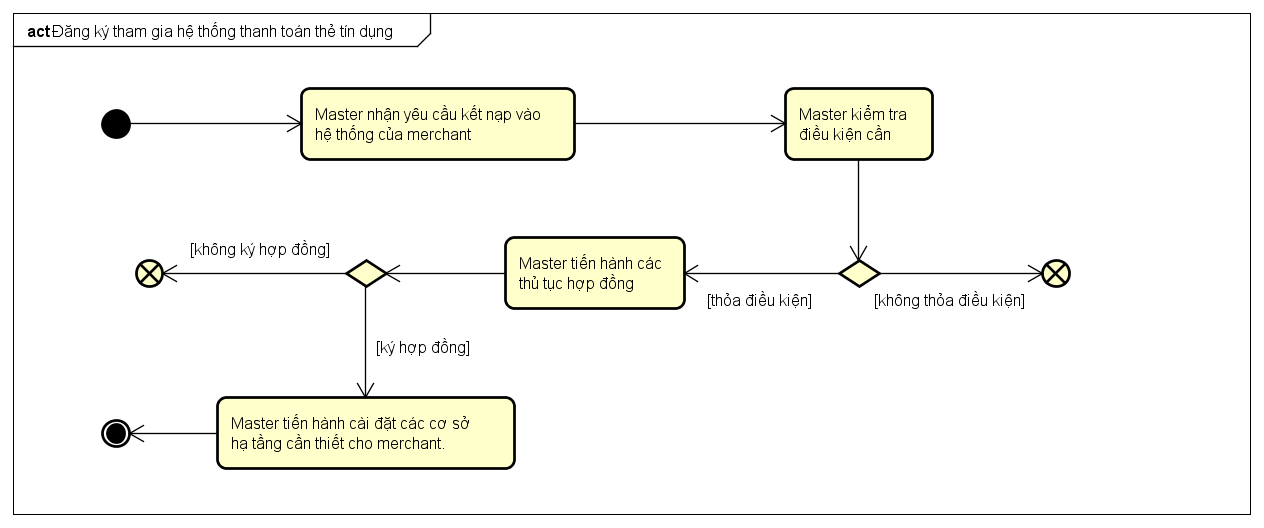 act Đăng ký tham gia hệ thống thanh toán thẻ tín dụng
Master nhận yêu cầu kết nạp vào
hệ thống của merchant
Master kiểm tra
điều kiện cần
[không ký hợp đồng]
Master tiến hành các
thủ tục hợp đồng
[thỏa điều kiện]
[không thỏa điều kiện]
[ký hợp đồng]
Master tiến hành cài đặt các cơ sở
hạ tầng cần thiết cho merchant.